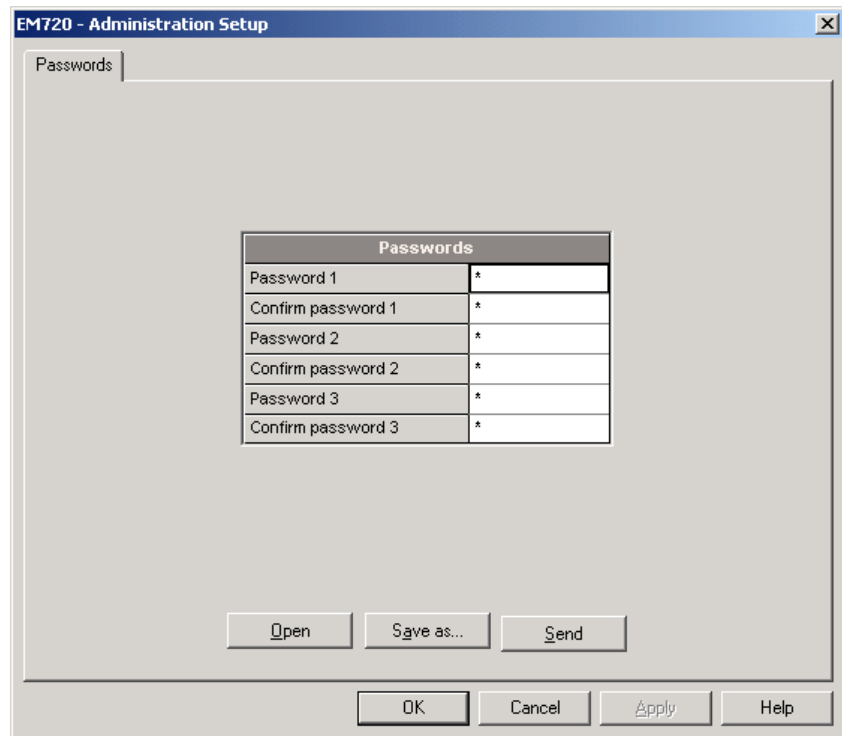 EM720 - Administration Setup
Passwords
Passwords
Password 1 *
Confirm password 1 *
Password 2 *
Confirm password 2 *
Password 3 *
Confirm password 3 *
Open Save as... Send
OK Cancel Apply Help